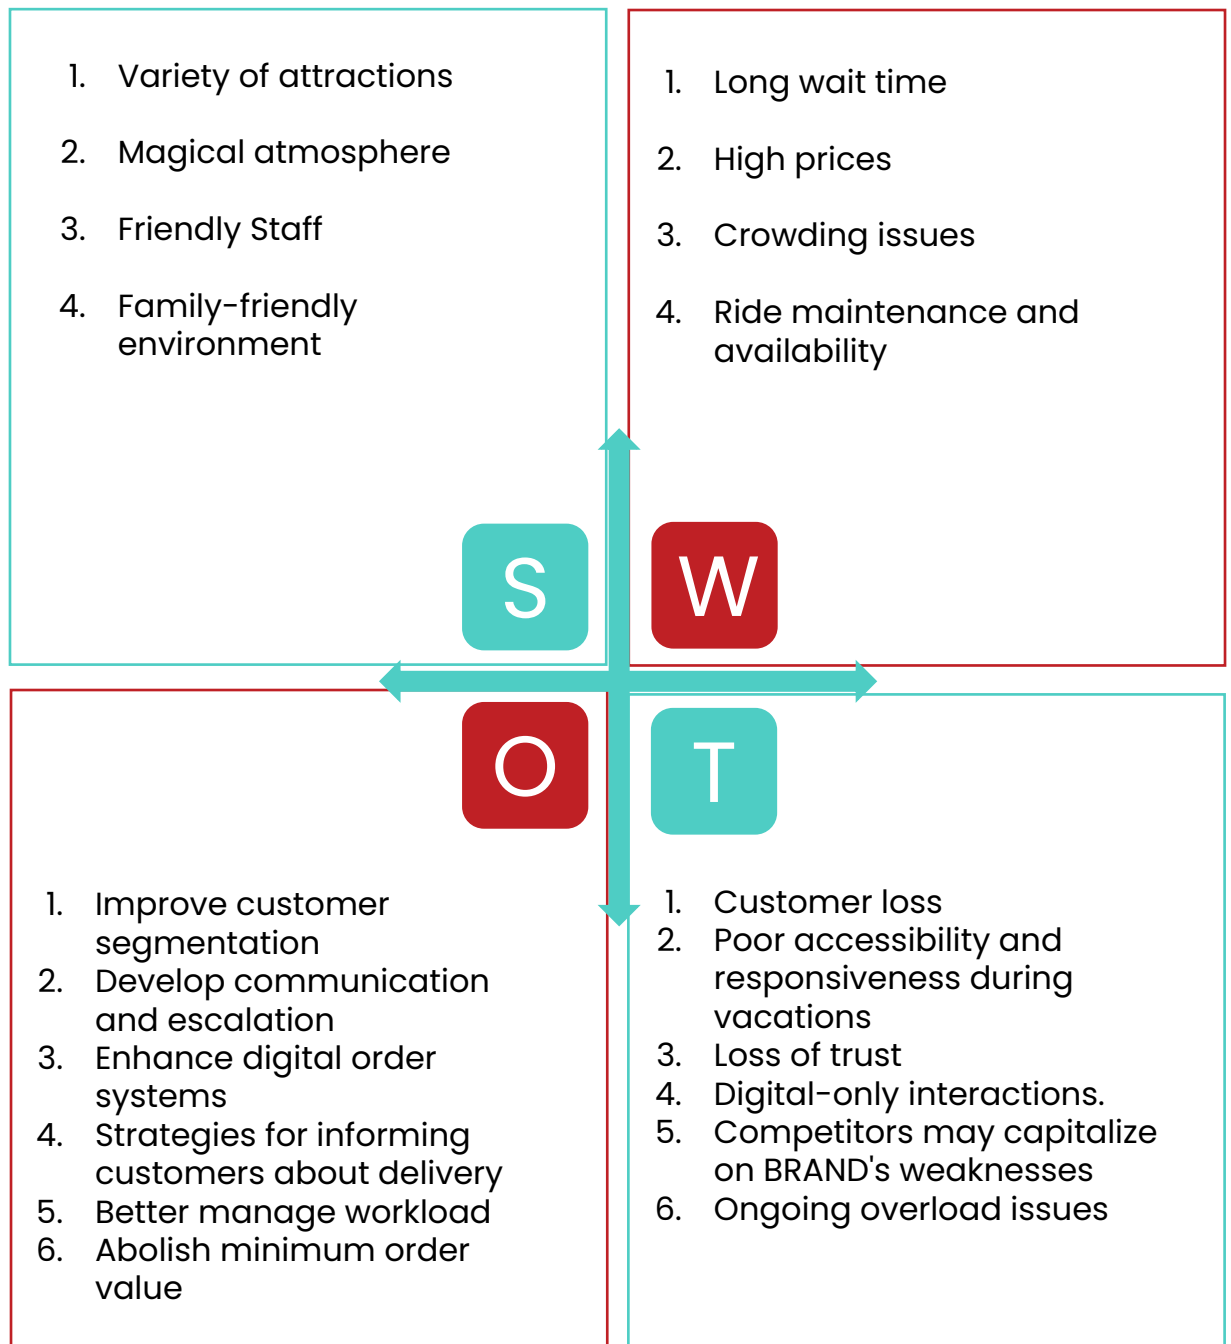 1. Variety of attractions
2. Magical atmosphere
3. Friendly Staff
4. Family-friendly
environment
1. Long wait time
2. High prices
3. Crowding issues
4. Ride maintenance and
availability
S
W
O
T
1. Improve customer
segmentation
2. Develop communication
and escalation
3. Enhance digital order
systems
4. Strategies for informing
customers about delivery
5. Better manage workload
6. Abolish minimum order
value
1. Customer loss
2. Poor accessibility and
responsiveness during
vacations
3. Loss of trust
4. Digital-only interactions.
5. Competitors may capitalize
on BRAND's weaknesses
6. Ongoing overload issues